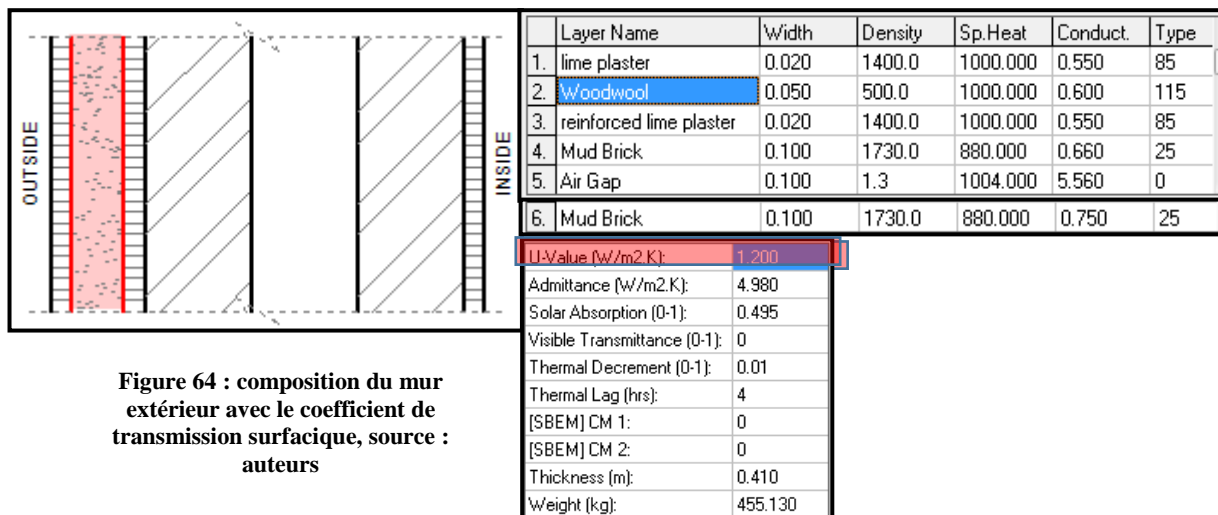 OUTSIDE
INSIDE
Layer Name Width Density Sp.Heat Conduct. Type
1. lime plaster 0.020 1400.0 1000.000 0.550 85
2. Woodwool 0.050 500.0 1000.000 0.600 115
3. reinforced lime plaster 0.020 1400.0 1000.000 0.550 85
4. Mud Brick 0.100 1730.0 880.000 0.660 25
5. Air Gap 0.100 1.3 1004.000 5.560 0
6. Mud Brick 0.100 1730.0 880.000 0.750 25
U-Value (W/m2.K): 1.200
Admittance (W/m2.K): 4.980
Solar Absorption (0-1): 0.495
Visible Transmittance (0-1): 0
Thermal Decrement (0-1): 0.01
Thermal Lag (hrs): 4
[SBEM] CM 1: 0
[SBEM] CM 2: 0
Thickness (m): 0.410
Weight (kg): 455.130
Figure 64 : composition du mur
extérieur avec le coefficient de
transmission surfacique, source :
auteurs